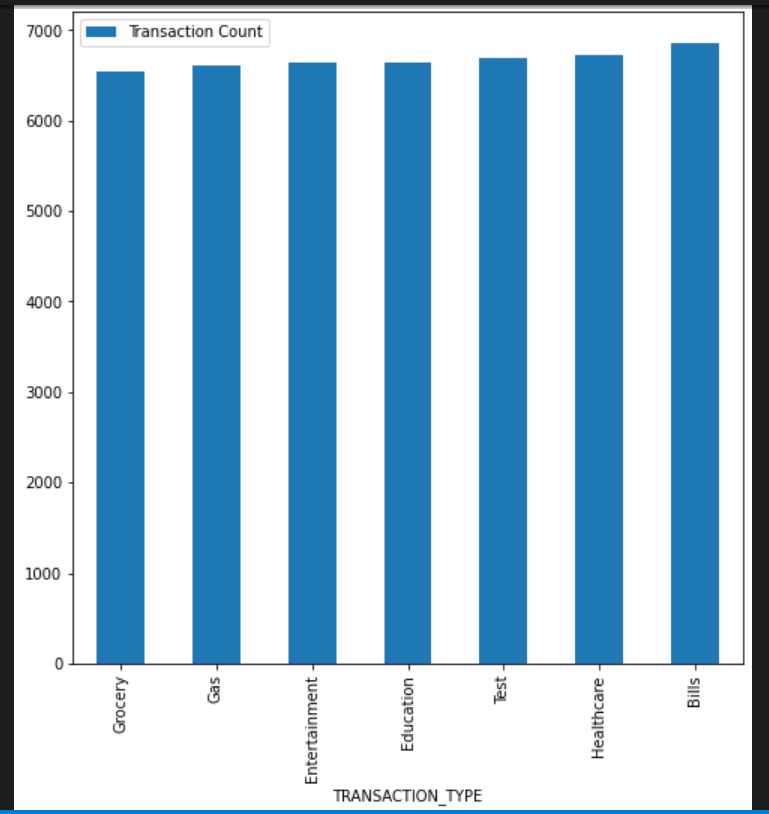 Transaction Count
7000
6000
5000
4000
3000
2000
1000
0
Grocery
Gas
Entertainment
Education
Test
Healthcare
Bills
TRANSACTION_TYPE